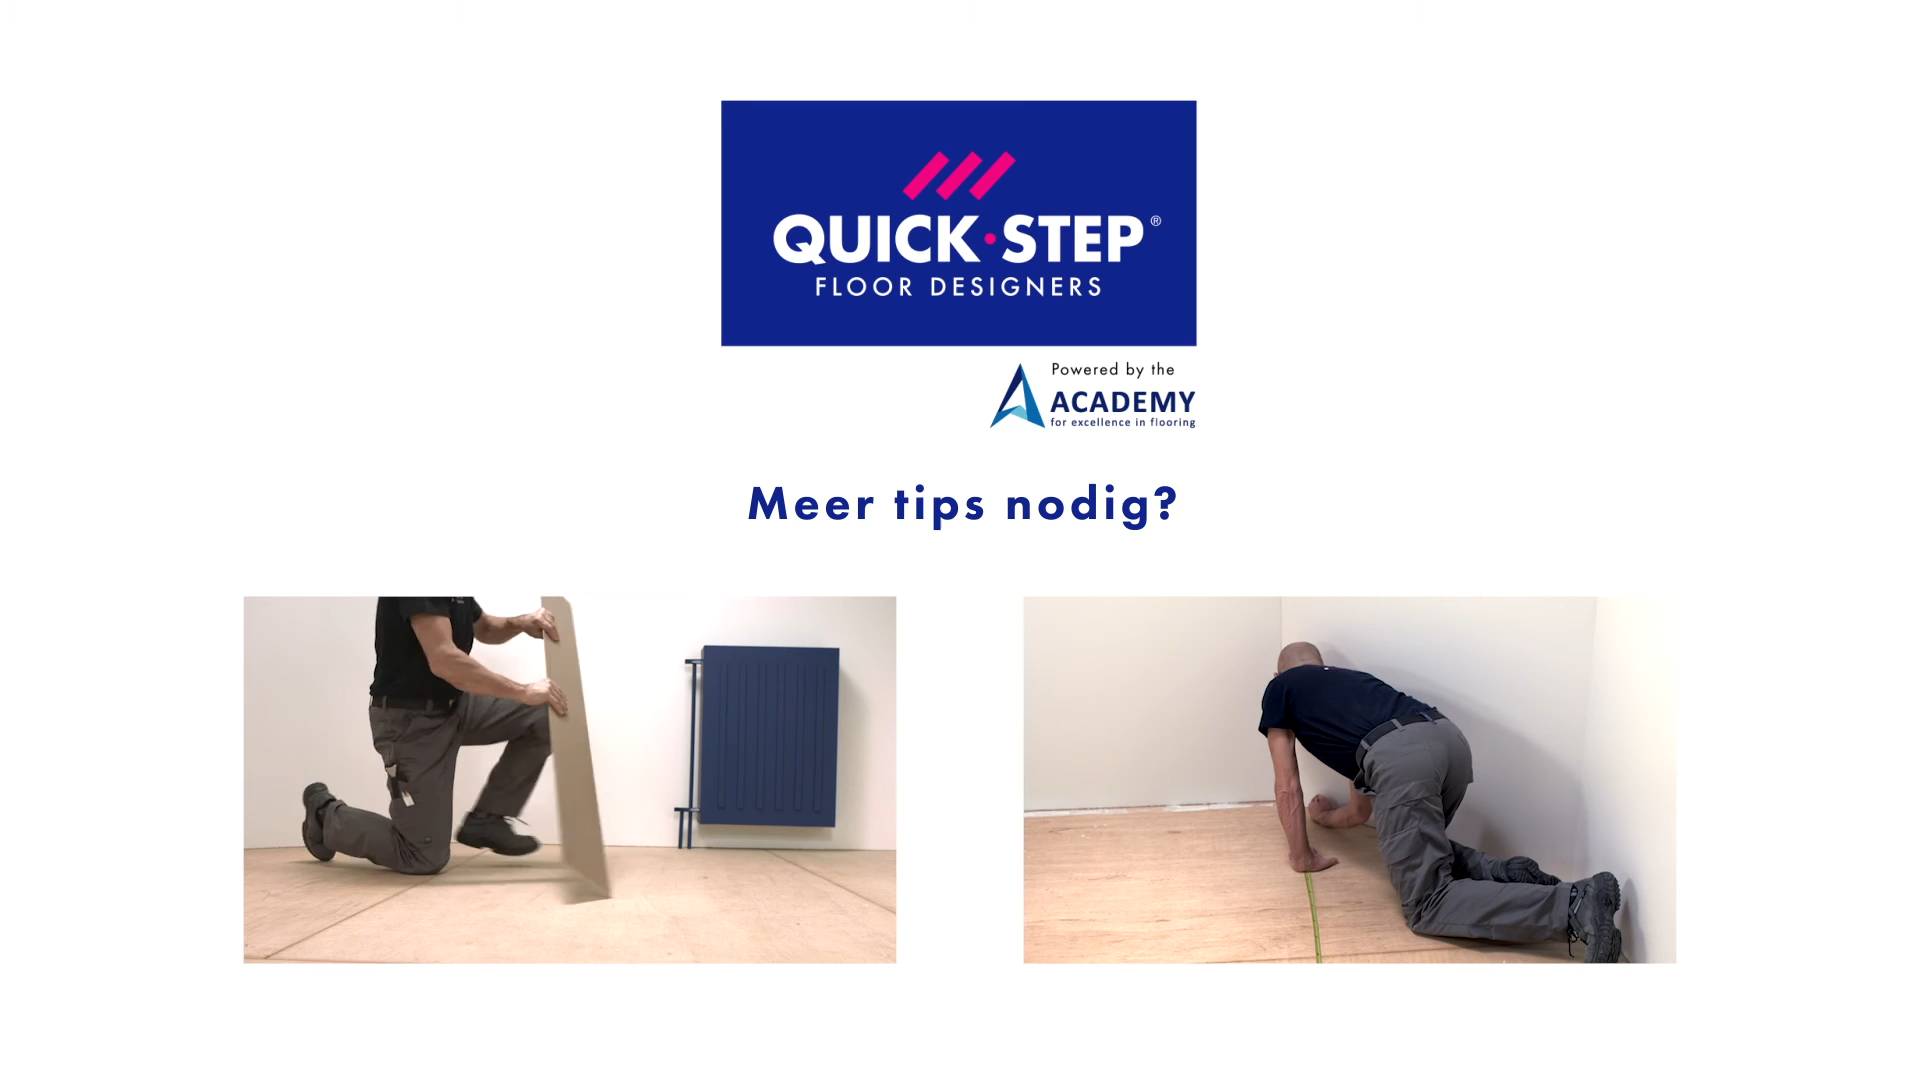 QUICK·STEP®
FLOOR DESIGNERS
Powered by the
ACADEMY
for excellence in flooring
Meer tips nodig?